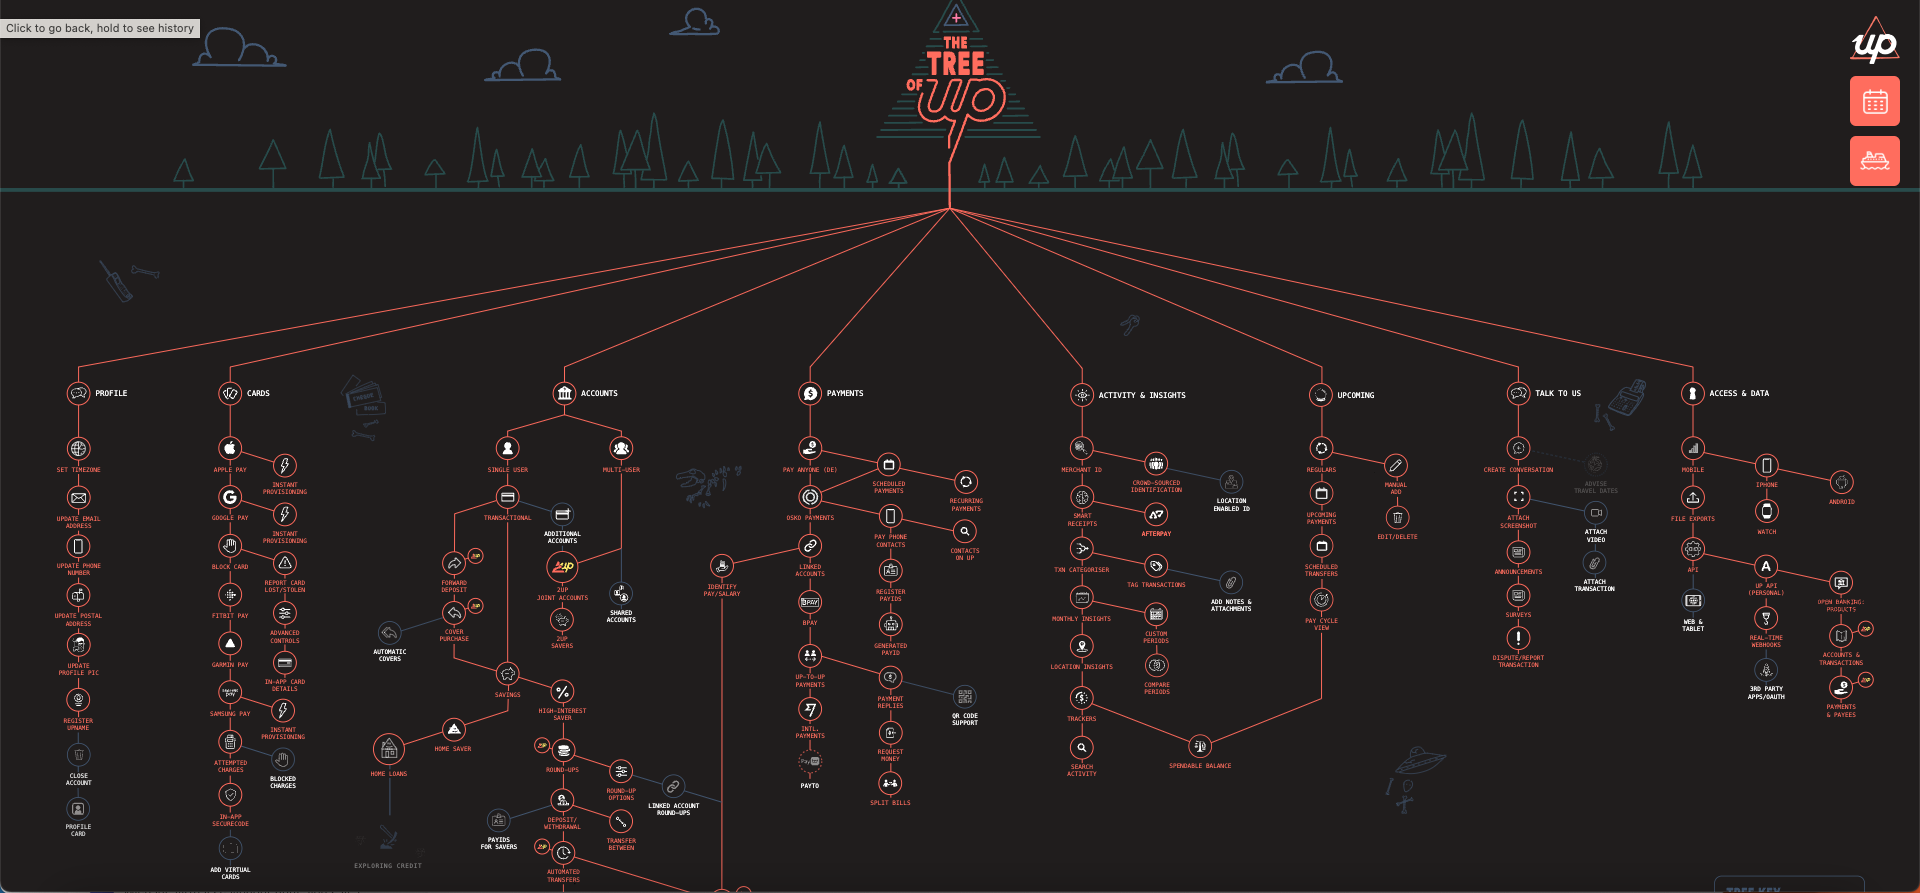 Click to go back, hold to see history
THE
TREE
OF up
up
PROFILE
SET TIMEZONE
UPDATE EMAIL
ADDRESS
UPDATE PHONE
NUMBER
UPDATE POSTAL
ADDRESS
UPDATE
PROFILE PIC
REGISTER
UPNAME
CLOSE
ACCOUNT
PROFILE
CARD
CARDS
APPLE PAY
INSTANT
PROVISIONING
GOOGLE PAY
INSTANT
PROVISIONING
BLOCK CARD
REPORT CARD
LOST/STOLEN
FITBIT PAY
ADVANCED
CONTROLS
GARMIN PAY
IN-APP CARD
DETAILS
SAMSUNG PAY
INSTANT
PROVISIONING
ATTEMPTED
CHARGES
BLOCKED
CHARGES
IN-APP
SECURECODE
ADD VIRTUAL
CARDS
ACCOUNTS
SINGLE USER
MULTI-USER
TRANSACTIONAL
ADDITIONAL
ACCOUNTS
FORWARD
DEPOSIT
2UP
2UP
JOINT ACCOUNTS
SHARED
ACCOUNTS
COVER
PURCHASE
2UP
SAVERS
AUTOMATIC
COVERS
SAVINGS
HIGH-INTEREST
SAVER
HOME SAVER
HOME LOANS
ROUND-UPS
ROUND-UP
OPTIONS
LINKED ACCOUNT
ROUND-UPS
DEPOSIT/
WITHDRAWAL
PAYIDS
FOR SAVERS
TRANSFER
BETWEEN
EXPLORING CREDIT
AUTOMATED
TRANSFERS
PAYMENTS
PAY ANYONE (DE)
SCHEDULED
PAYMENTS
RECURRING
PAYMENTS
OSKO PAYMENTS
PAY PHONE
CONTACTS
CONTACTS
ON UP
LINKED
ACCOUNTS
IDENTIFY
PAY/SALARY
REGISTER
PAYIDS
BPAY
BPAY
GENERATED
PAYID
UP-TO-UP
PAYMENTS
PAYMENT
REPLIES
QR CODE
SUPPORT
INTL.
PAYMENTS
REQUEST
MONEY
PAYTO
SPLIT BILLS
ACTIVITY & INSIGHTS
MERCHANT ID
CROWD-SOURCED
IDENTIFICATION
LOCATION
ENABLED ID
SMART
RECEIPTS
AFTERPAY
TXN CATEGORISER
TAG TRANSACTIONS
ADD NOTES &
ATTACHMENTS
MONTHLY INSIGHTS
CUSTOM
PERIODS
LOCATION INSIGHTS
COMPARE
PERIODS
TRACKERS
SEARCH
ACTIVITY
SPENDABLE BALANCE
UPCOMING
REGULARS
MANUAL
ADD
UPCOMING
PAYMENTS
EDIT/DELETE
SCHEDULED
TRANSFERS
PAY CYCLE
VIEW
TALK TO US
CREATE CONVERSATION
ADVISE
TRAVEL DATES
ATTACH
SCREENSHOT
ATTACH
VIDEO
ANNOUNCEMENTS
ATTACH
TRANSACTION
SURVEYS
DISPUTE/REPORT
TRANSACTION
ACCESS & DATA
MOBILE
IPHONE
ANDROID
FILE EXPORTS
WATCH
API
UP API
(PERSONAL)
OPEN BANKING:
PRODUCTS
WEB &
TABLET
REAL-TIME
WEBHOOKS
ACCOUNTS &
TRANSACTIONS
3RD PARTY
APPS/OAUTH
PAYMENTS
& PAYEES
TREE KEY